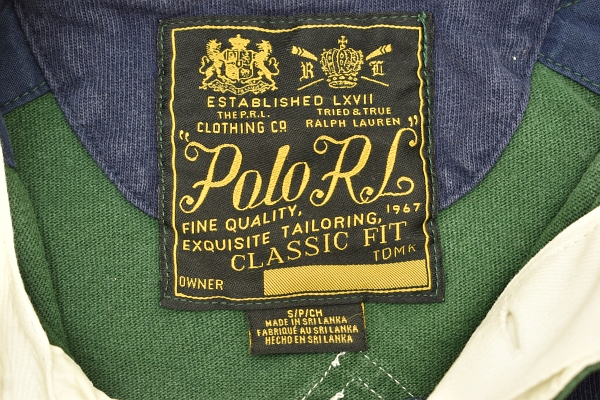 R L
ESTABLISHED LXVII
THE P.R.L. TRIED & TRUE
CLOTHING CO RALPH LAUREN
"Polo RL"
FINE QUALITY, 1967
EXQUISITE TAILORING,
CLASSIC FIT
TDMK
OWNER
S/P/CH
MADE IN SRI LANKA
FABRIQUÉ AU SRI LANKA
HECHO EN SRI LANKA